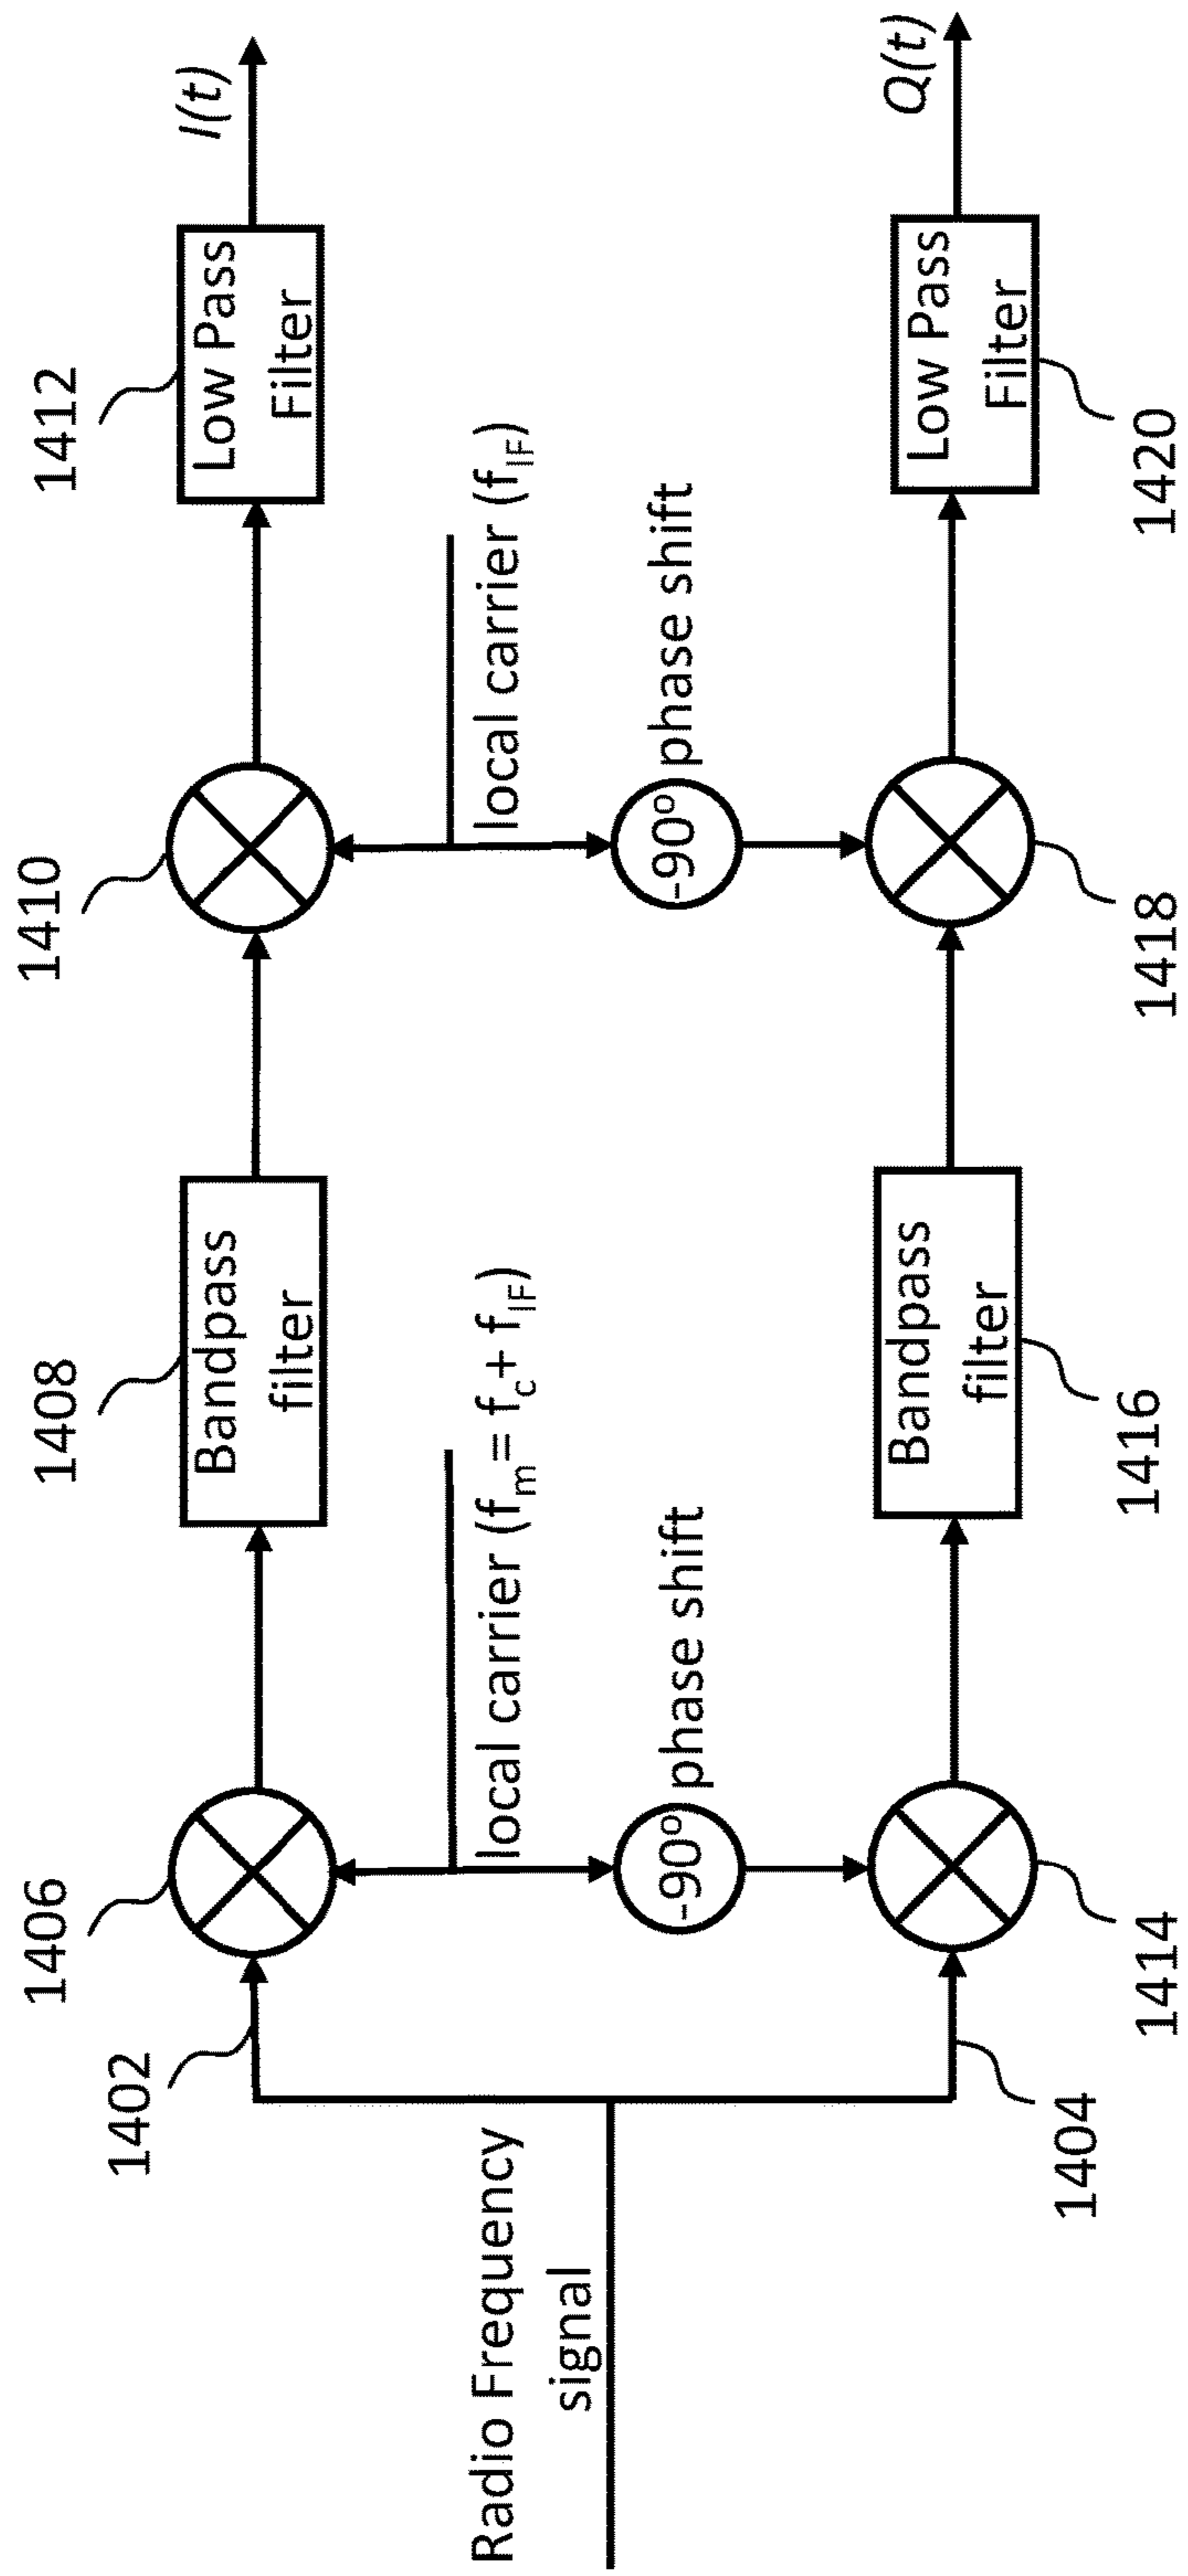 1402
1406
1408
1410
1412
I(t)
Bandpass
filter
Low Pass
Filter
Radio Frequency
signal
local carrier (fm = fc + fIF)
local carrier (fIF)
-90° phase shift
-90° phase shift
Bandpass
filter
Low Pass
Filter
Q(t)
1404
1414
1416
1418
1420